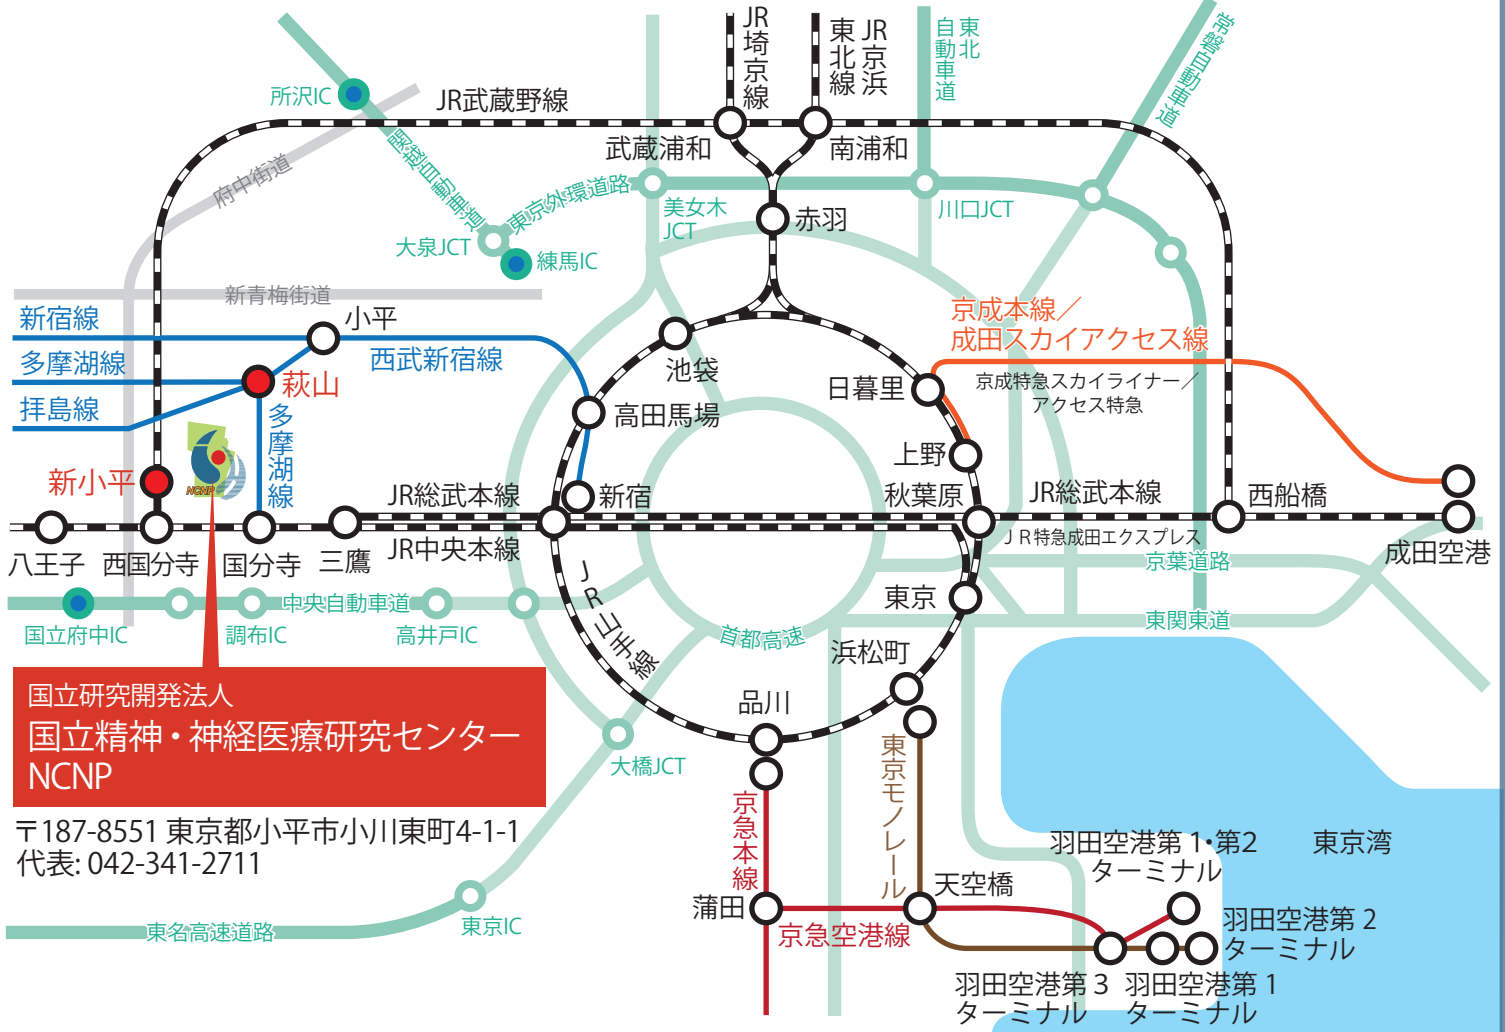 JR埼京線
JR京浜
東北線
東北
自動車道
常磐自動車道
所沢IC
JR武蔵野線
関越自動車道
武蔵浦和
南浦和
府中街道
東京外環道路
美女木
JCT
川口JCT
赤羽
大泉JCT
練馬IC
新青梅街道
新宿線
小平
京成本線／
成田スカイアクセス線
多摩湖線
西武新宿線
池袋
日暮里
京成特急スカイライナー／
アクセス特急
萩山
拝島線
多摩湖線
高田馬場
上野
新小平
NCNP
JR総武本線
新宿
秋葉原
JR総武本線
西船橋
八王子
西国分寺
国分寺
三鷹
JR中央本線
ＪＲ特急成田エクスプレス
成田空港
京葉道路
JR山手線
東京
中央自動車道
国立府中IC
調布IC
高井戸IC
首都高速
東関東道
浜松町
国立研究開発法人
国立精神・神経医療研究センター
NCNP
品川
大橋JCT
東京モノレール
京急本線
〒187-8551 東京都小平市小川東町4-1-1
代表: 042-341-2711
羽田空港第1・第2
ターミナル
東京湾
天空橋
蒲田
京急空港線
東名高速道路
東京IC
羽田空港第 2
ターミナル
羽田空港第 3
ターミナル
羽田空港第 1
ターミナル